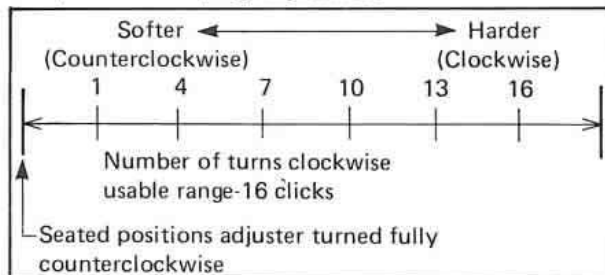 Softer Harder
(Counterclockwise) (Clockwise)
1 4 7 10 13 16
Number of turns clockwise
usable range-16 clicks
Seated positions adjuster turned fully
counterclockwise